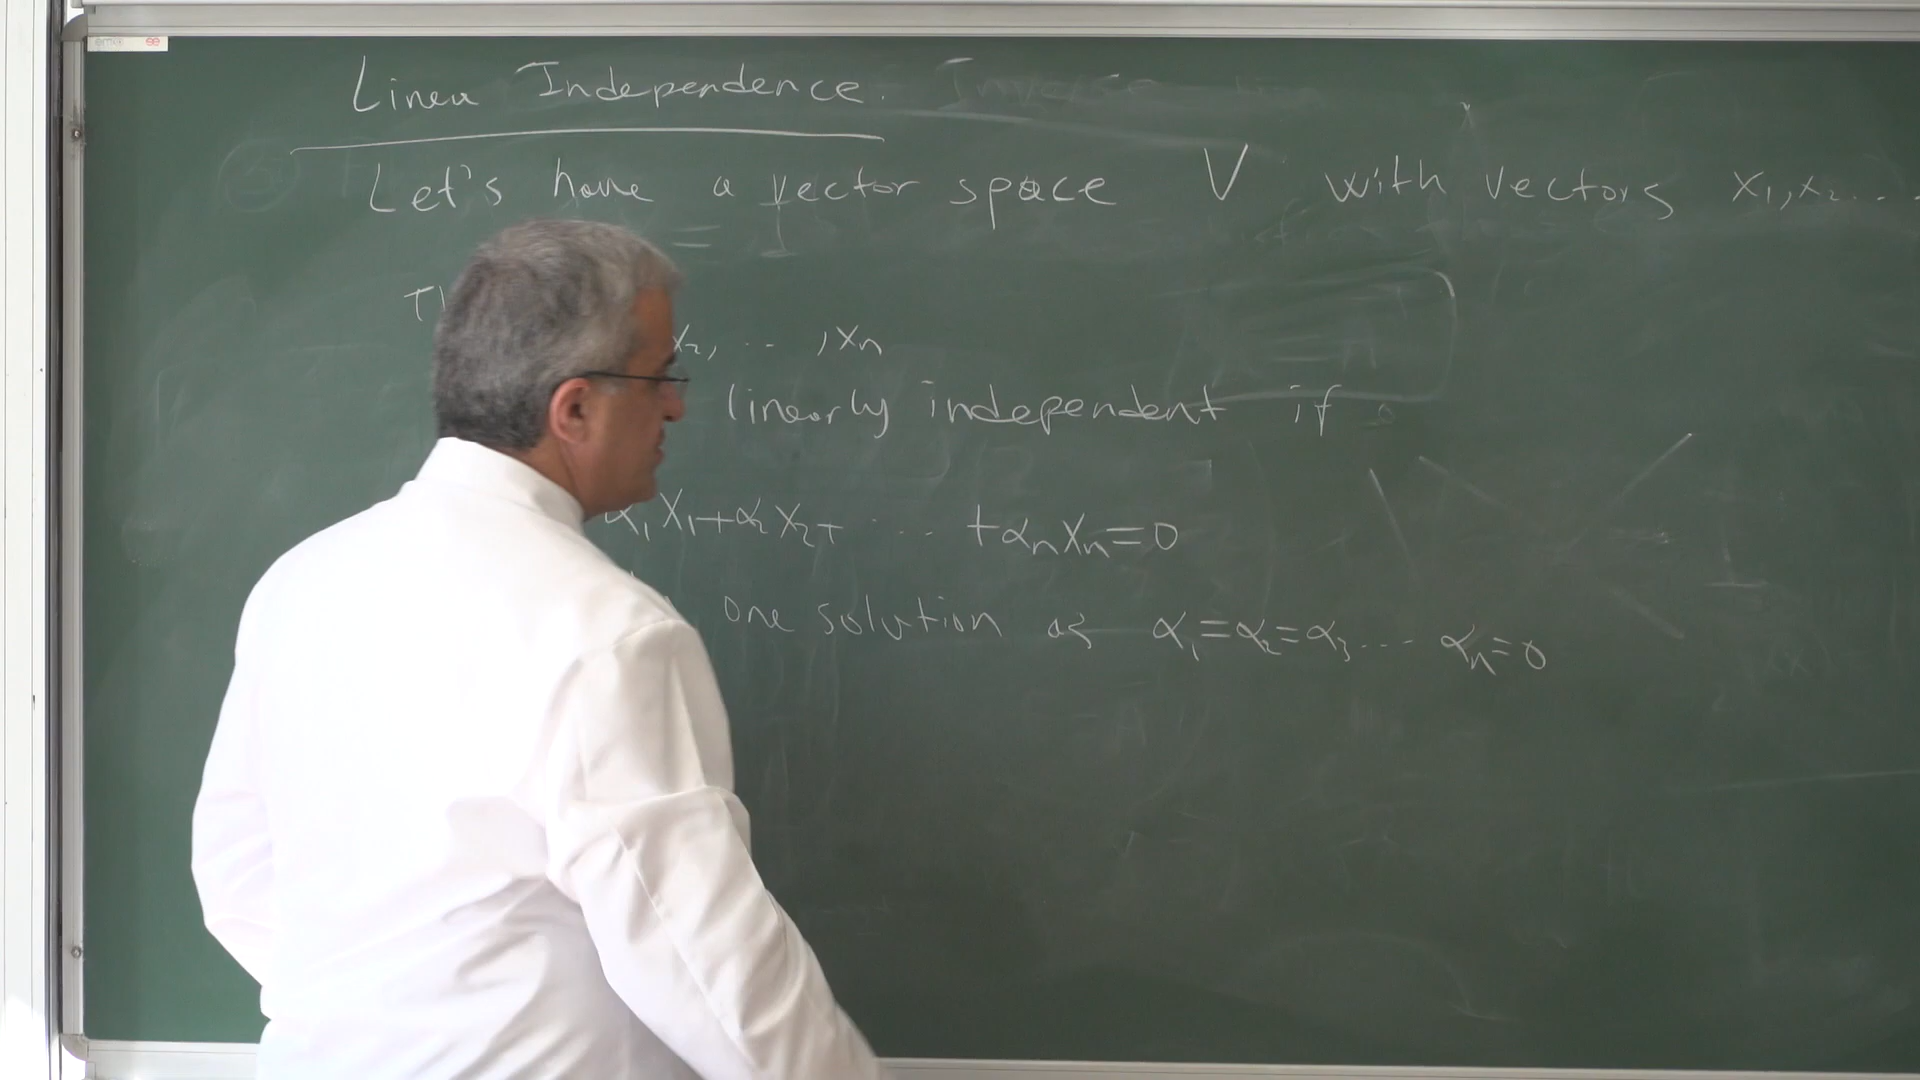 Linea Independence.
Let's have a vector space V with vectors x₁, x₂...
x₂, ... , xn
linearly independent if
α₁x₁+α₂x₂+ ... +αnxn=0
one solution as α₁=α₂=α₃... αn=0